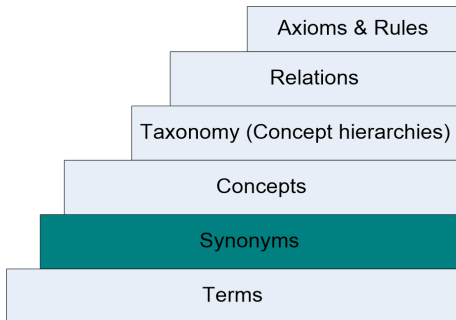 Axioms & Rules
Relations
Taxonomy (Concept hierarchies)
Concepts
Synonyms
Terms